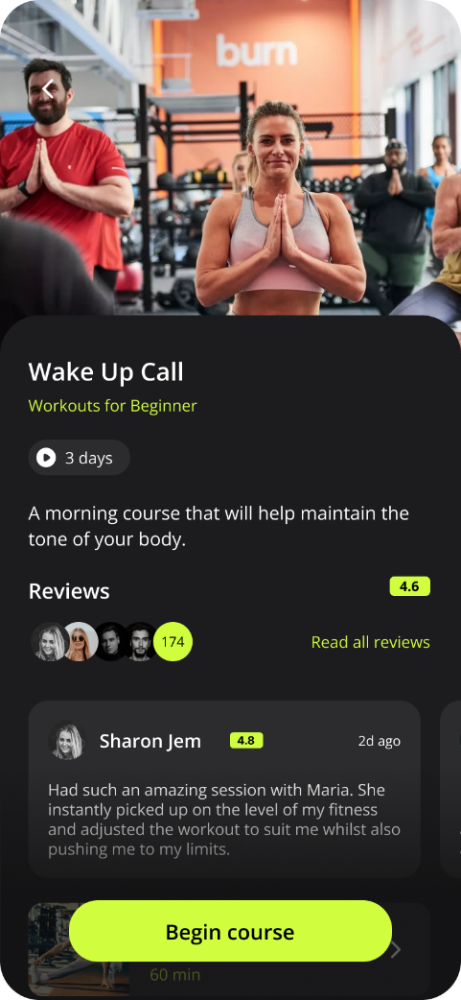 burn
Wake Up Call
Workouts for Beginner
3 days
A morning course that will help maintain the
tone of your body.
Reviews
4.6
174
Read all reviews
Sharon Jem
4.8
2d ago
Had such an amazing session with Maria. She
instantly picked up on the level of my fitness
and adjusted the workout to suit me whilst also
pushing me to my limits.
Begin course
60 min